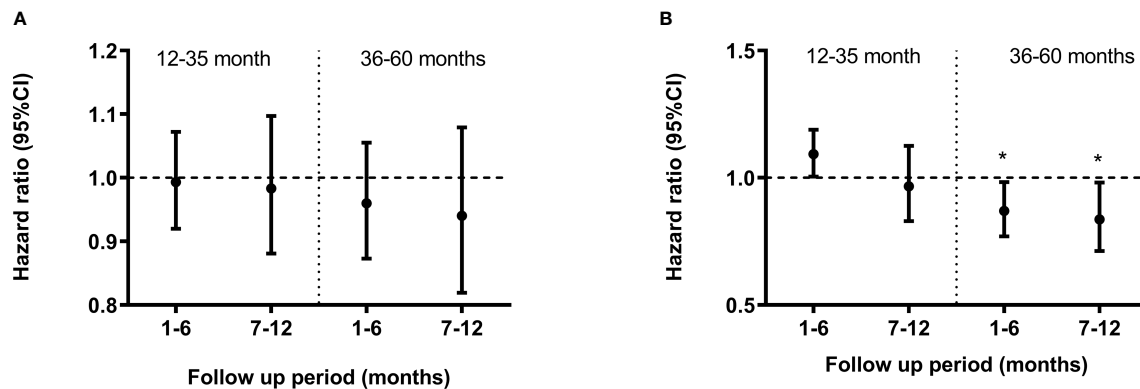 A
Hazard ratio (95%CI)
1.2
1.1
1.0
0.9
0.8
12-35 month
36-60 months
1-6
7-12
1-6
7-12
Follow up period (months)
B
Hazard ratio (95%CI)
1.5
1.0
0.5
12-35 month
36-60 months
*
*
1-6
7-12
1-6
7-12
Follow up period (months)